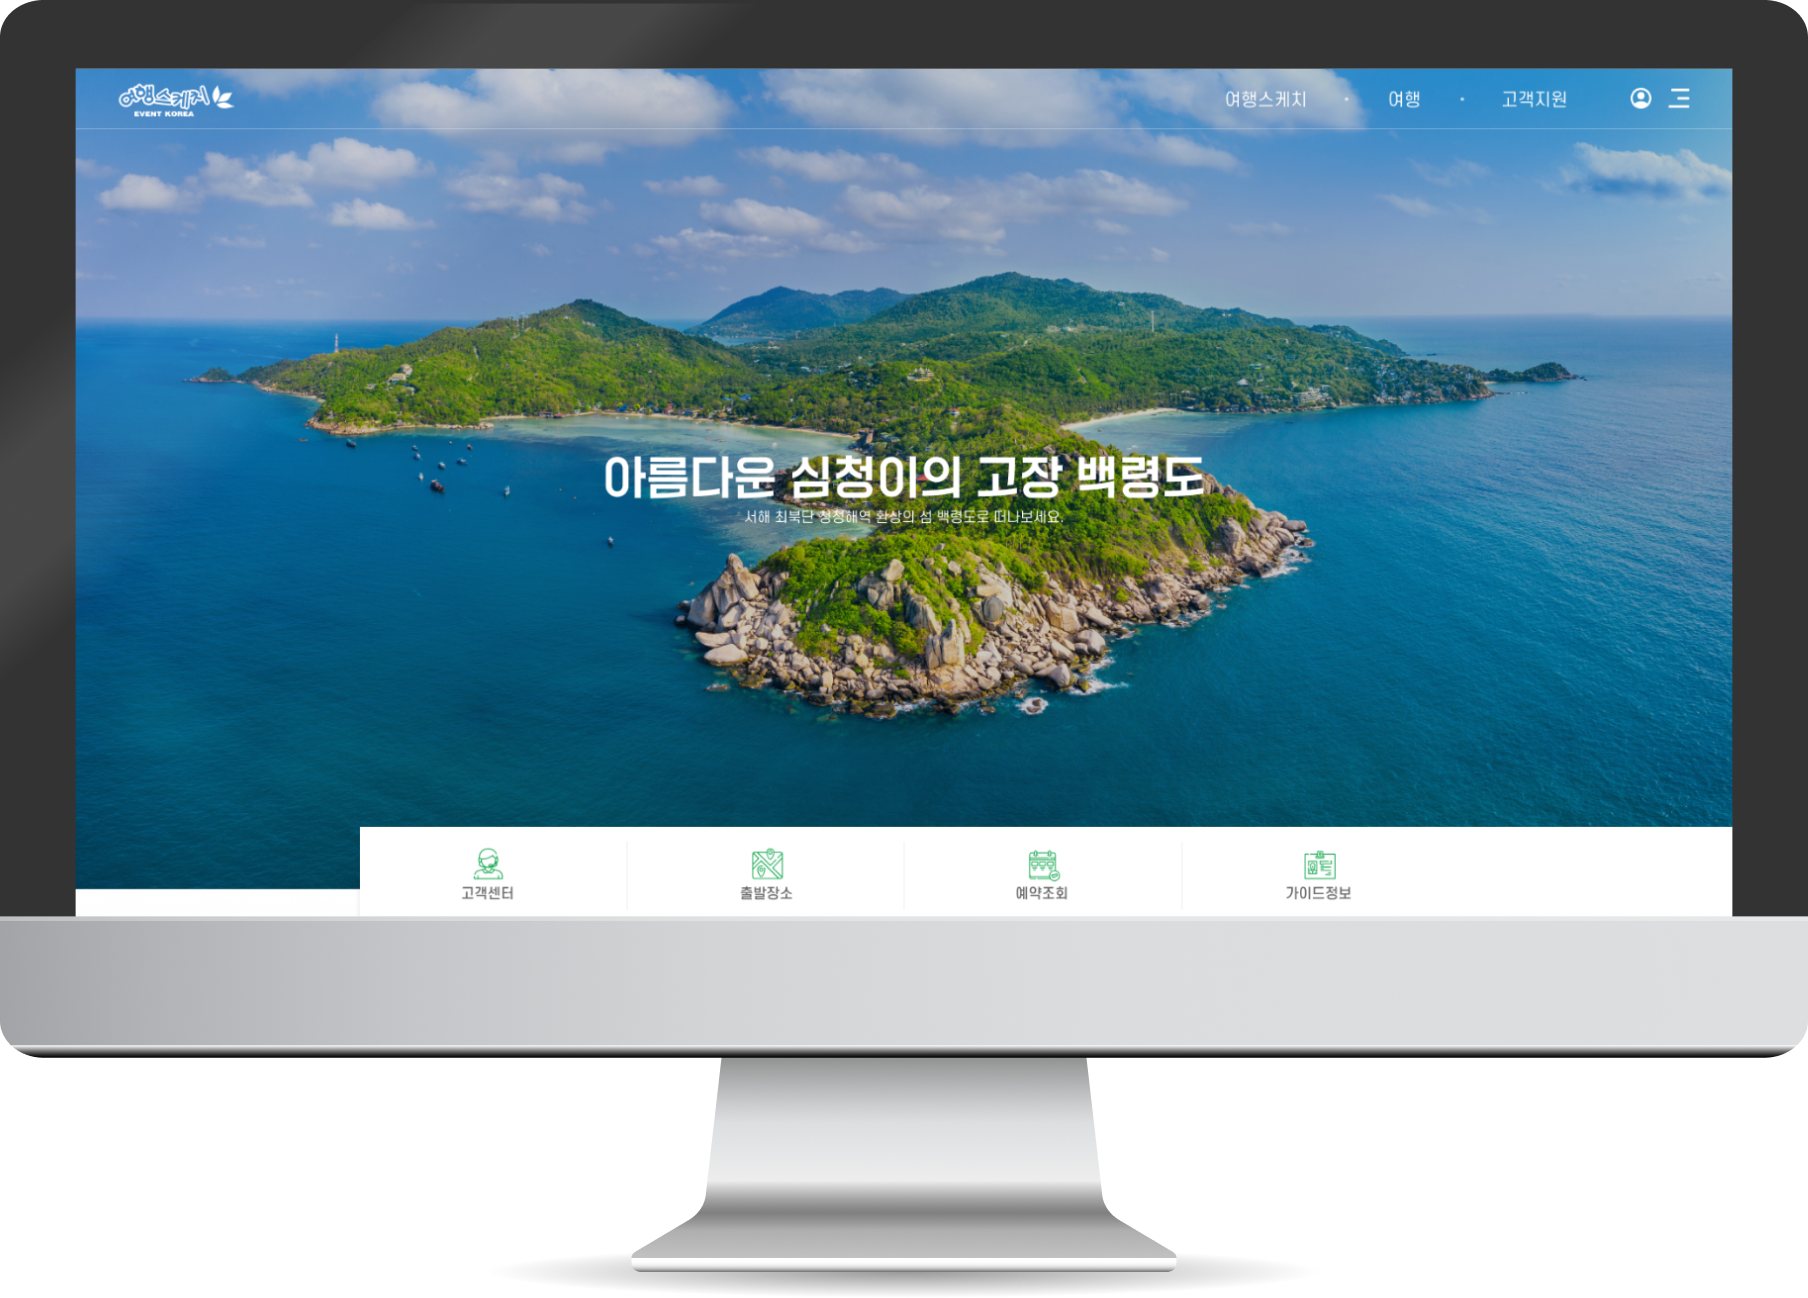 여행스케치
EVENT KOREA
여행스케치 · 여행 · 고객지원
아름다운 심청이의 고장 백령도
서해 최북단 청정해역 환상의 섬 백령도로 떠나보세요.
고객센터
출발장소
예약조회
가이드정보